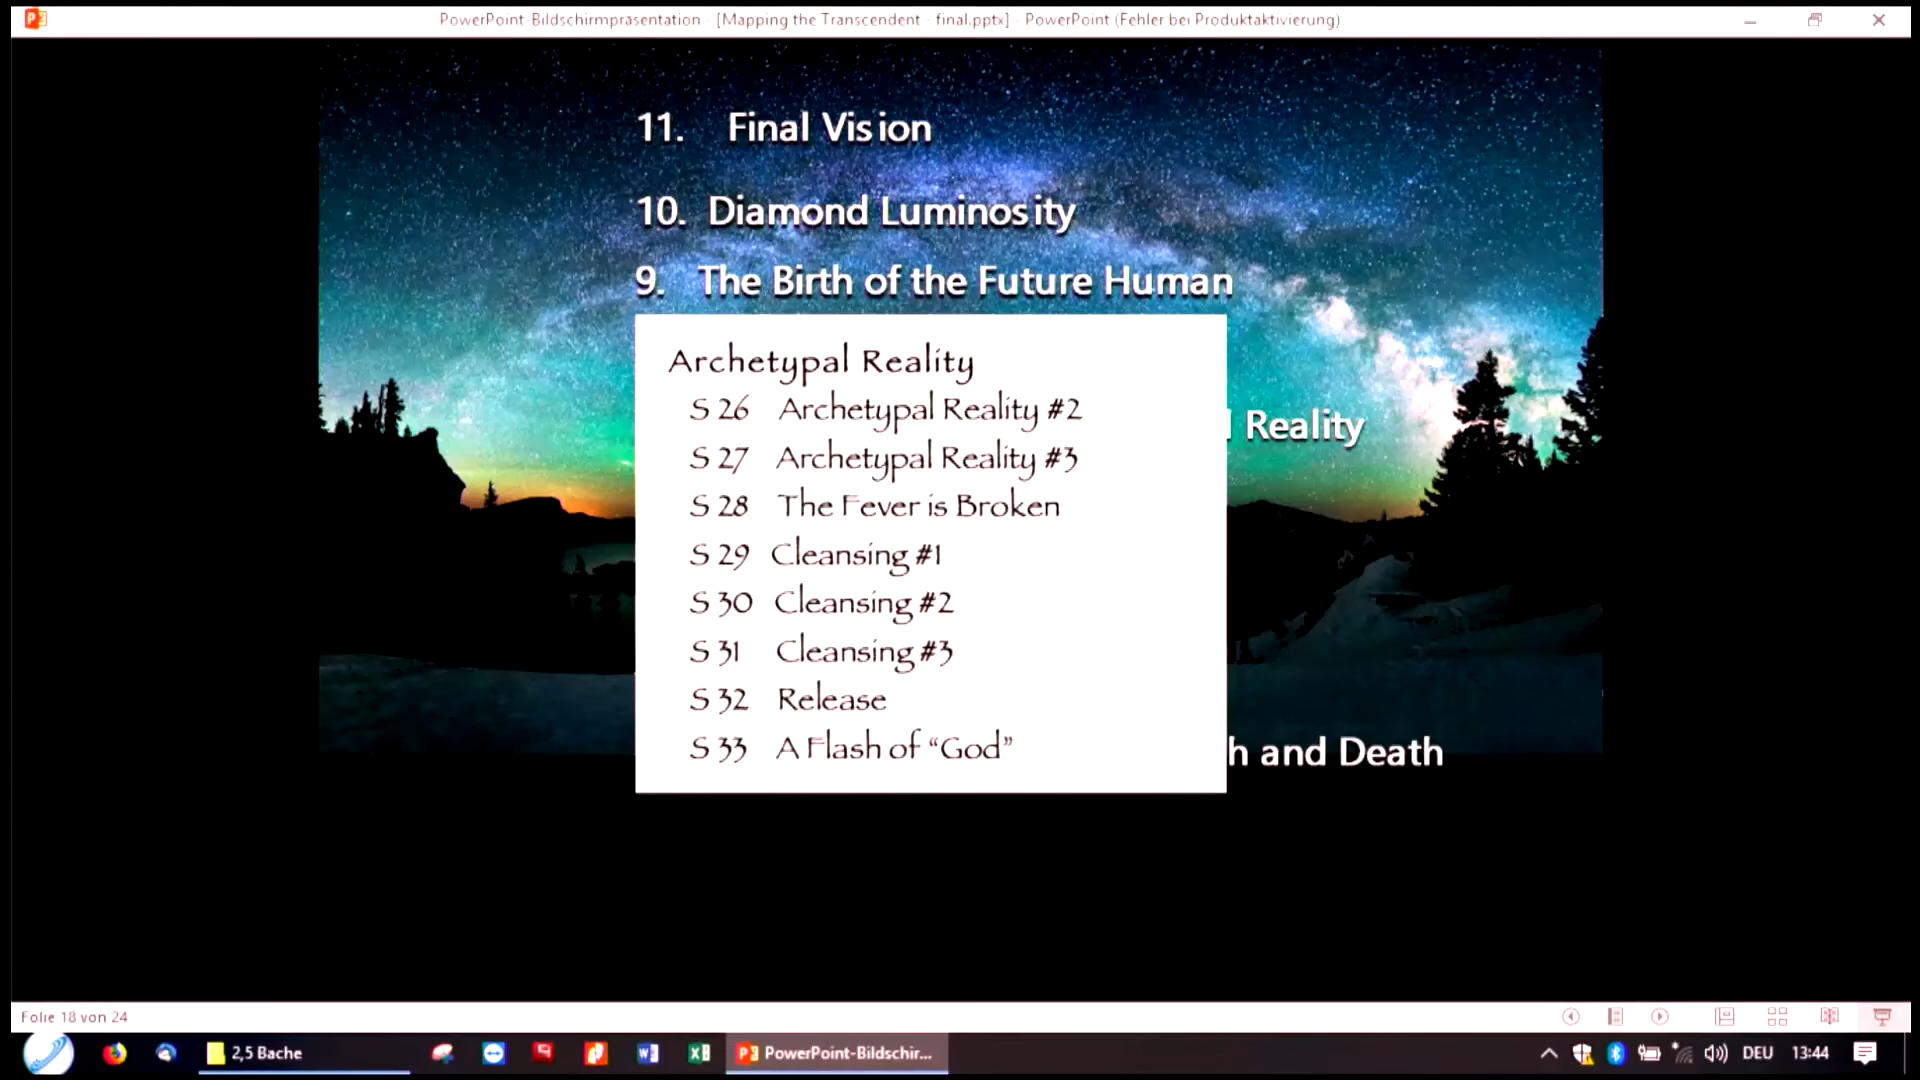 PowerPoint-Bildschirmpräsentation - [Mapping the Transcendent - final.pptx] - PowerPoint (Fehler bei Produktaktivierung)
11. Final Vision
10. Diamond Luminosity
9. The Birth of the Future Human
Archetypal Reality
S 26 Archetypal Reality #2
Reality
S 27 Archetypal Reality #3
S 28 The Fever is Broken
S 29 Cleansing #1
S 30 Cleansing #2
S 31 Cleansing #3
S 32 Release
S 33 A Flash of “God”
h and Death
Folie 18 von 24
2,5 Bache
PowerPoint-Bildschir...
DEU
13:44